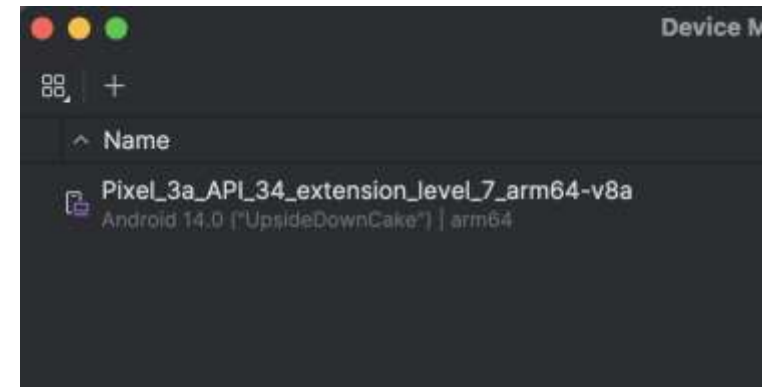 Device M
Name
Pixel_3a_API_34_extension_level_7_arm64-v8a
Android 14.0 ("UpsideDownCake") | arm64